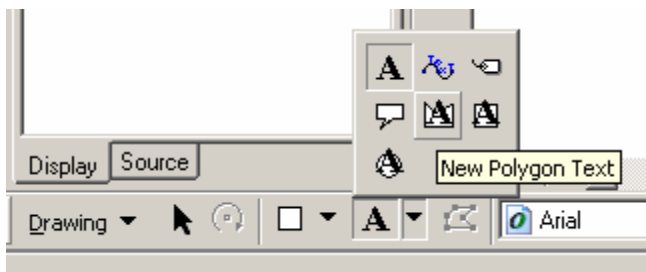 A
A A
A
New Polygon Text
Display Source
Drawing A Arial